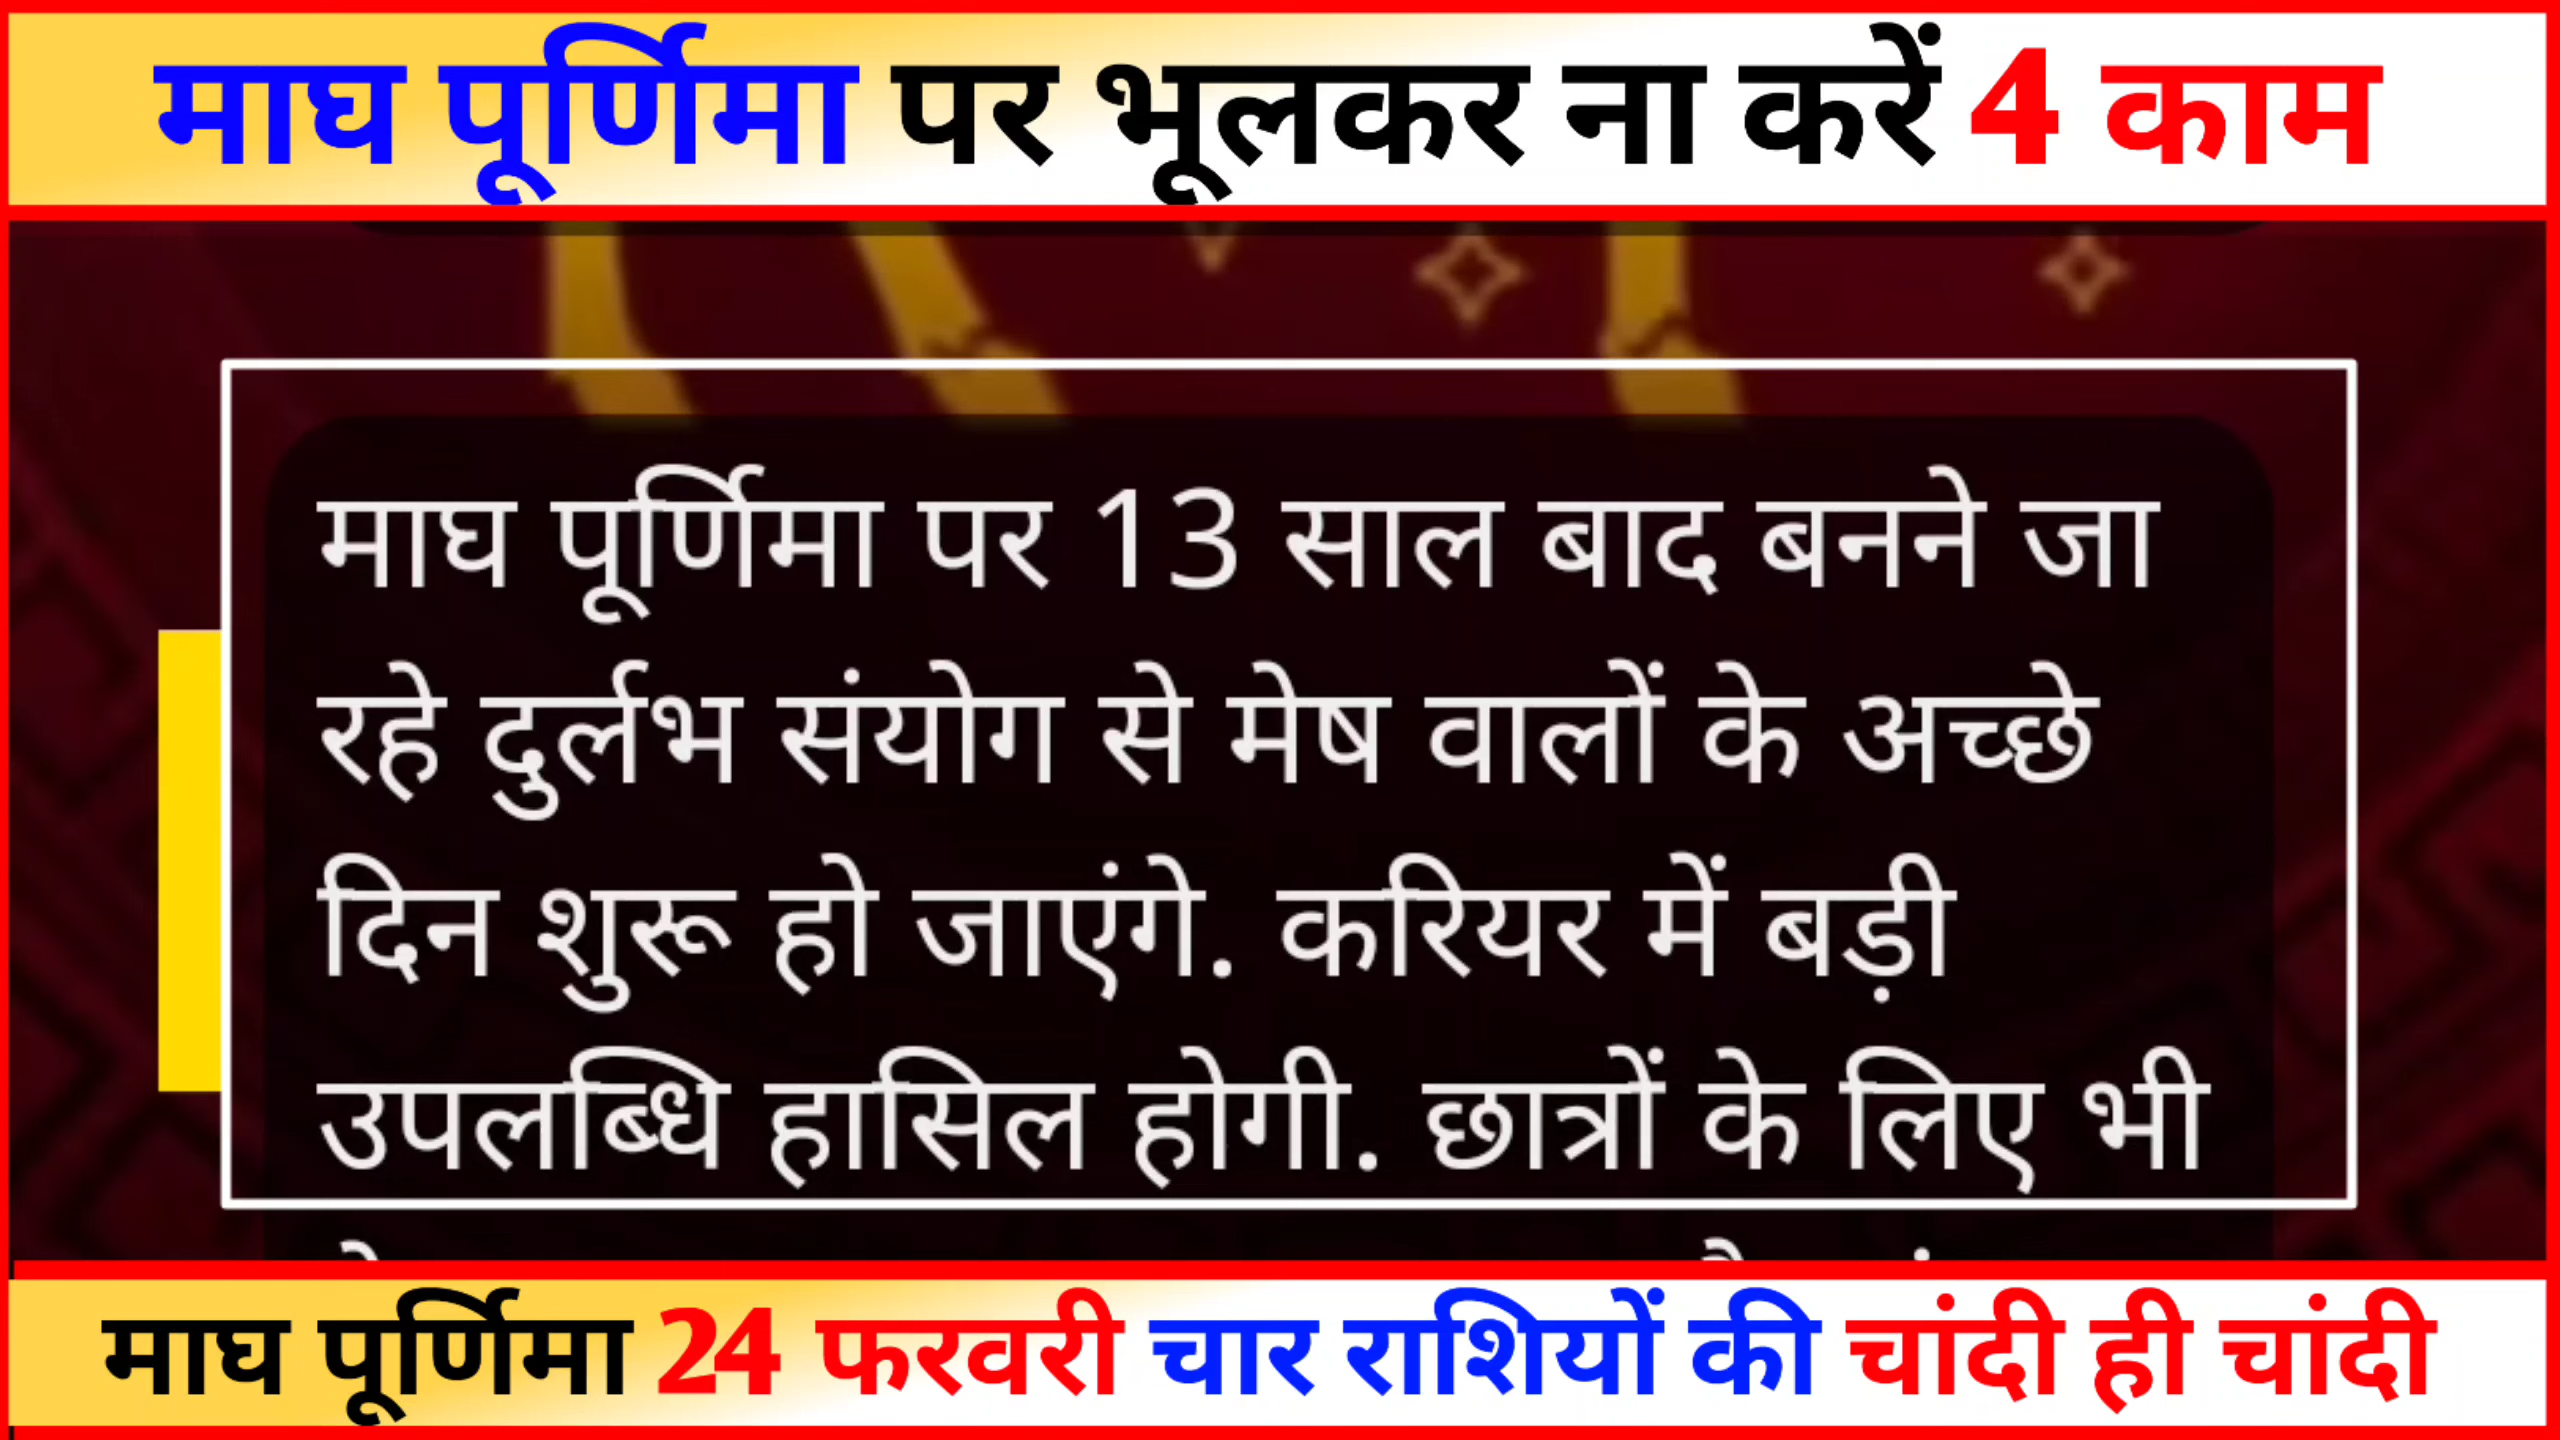 माघ पूर्णिमा पर भूलकर ना करें 4 काम
माघ पूर्णिमा पर 13 साल बाद बनने जा
रहे दुर्लभ संयोग से मेष वालों के अच्छे
दिन शुरू हो जाएंगे. करियर में बड़ी
उपलब्धि हासिल होगी. छात्रों के लिए भी
माघ पूर्णिमा 24 फरवरी चार राशियों की चांदी ही चांदी